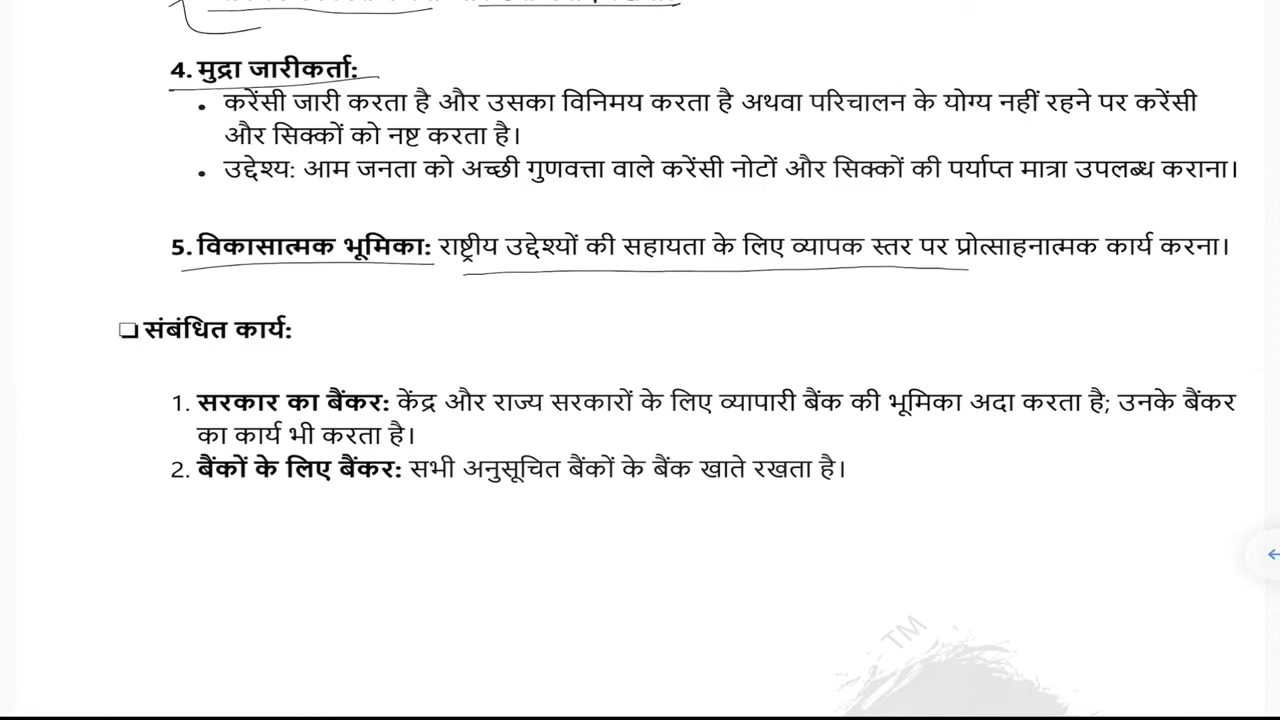 4. मुद्रा जारीकर्ता:
• करेंसी जारी करता है और उसका विनिमय करता है अथवा परिचालन के योग्य नहीं रहने पर करेंसी
और सिक्कों को नष्ट करता है।
• उद्देश्य: आम जनता को अच्छी गुणवत्ता वाले करेंसी नोटों और सिक्कों की पर्याप्त मात्रा उपलब्ध कराना।
5. विकासात्मक भूमिका: राष्ट्रीय उद्देश्यों की सहायता के लिए व्यापक स्तर पर प्रोत्साहनात्मक कार्य करना।
❑ संबंधित कार्य:
1. सरकार का बैंकर: केंद्र और राज्य सरकारों के लिए व्यापारी बैंक की भूमिका अदा करता है; उनके बैंकर
का कार्य भी करता है।
2. बैंकों के लिए बैंकर: सभी अनुसूचित बैंकों के बैंक खाते रखता है।
TM